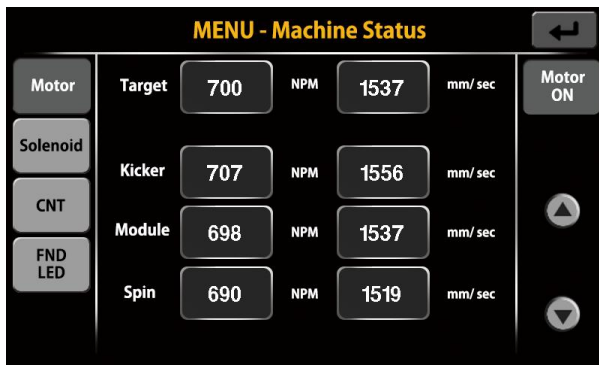 MENU - Machine Status
Motor
Target 700 NPM 1537 mm/ sec
Motor
ON
Solenoid
Kicker 707 NPM 1556 mm/ sec
CNT
Module 698 NPM 1537 mm/ sec
FND
LED
Spin 690 NPM 1519 mm/ sec